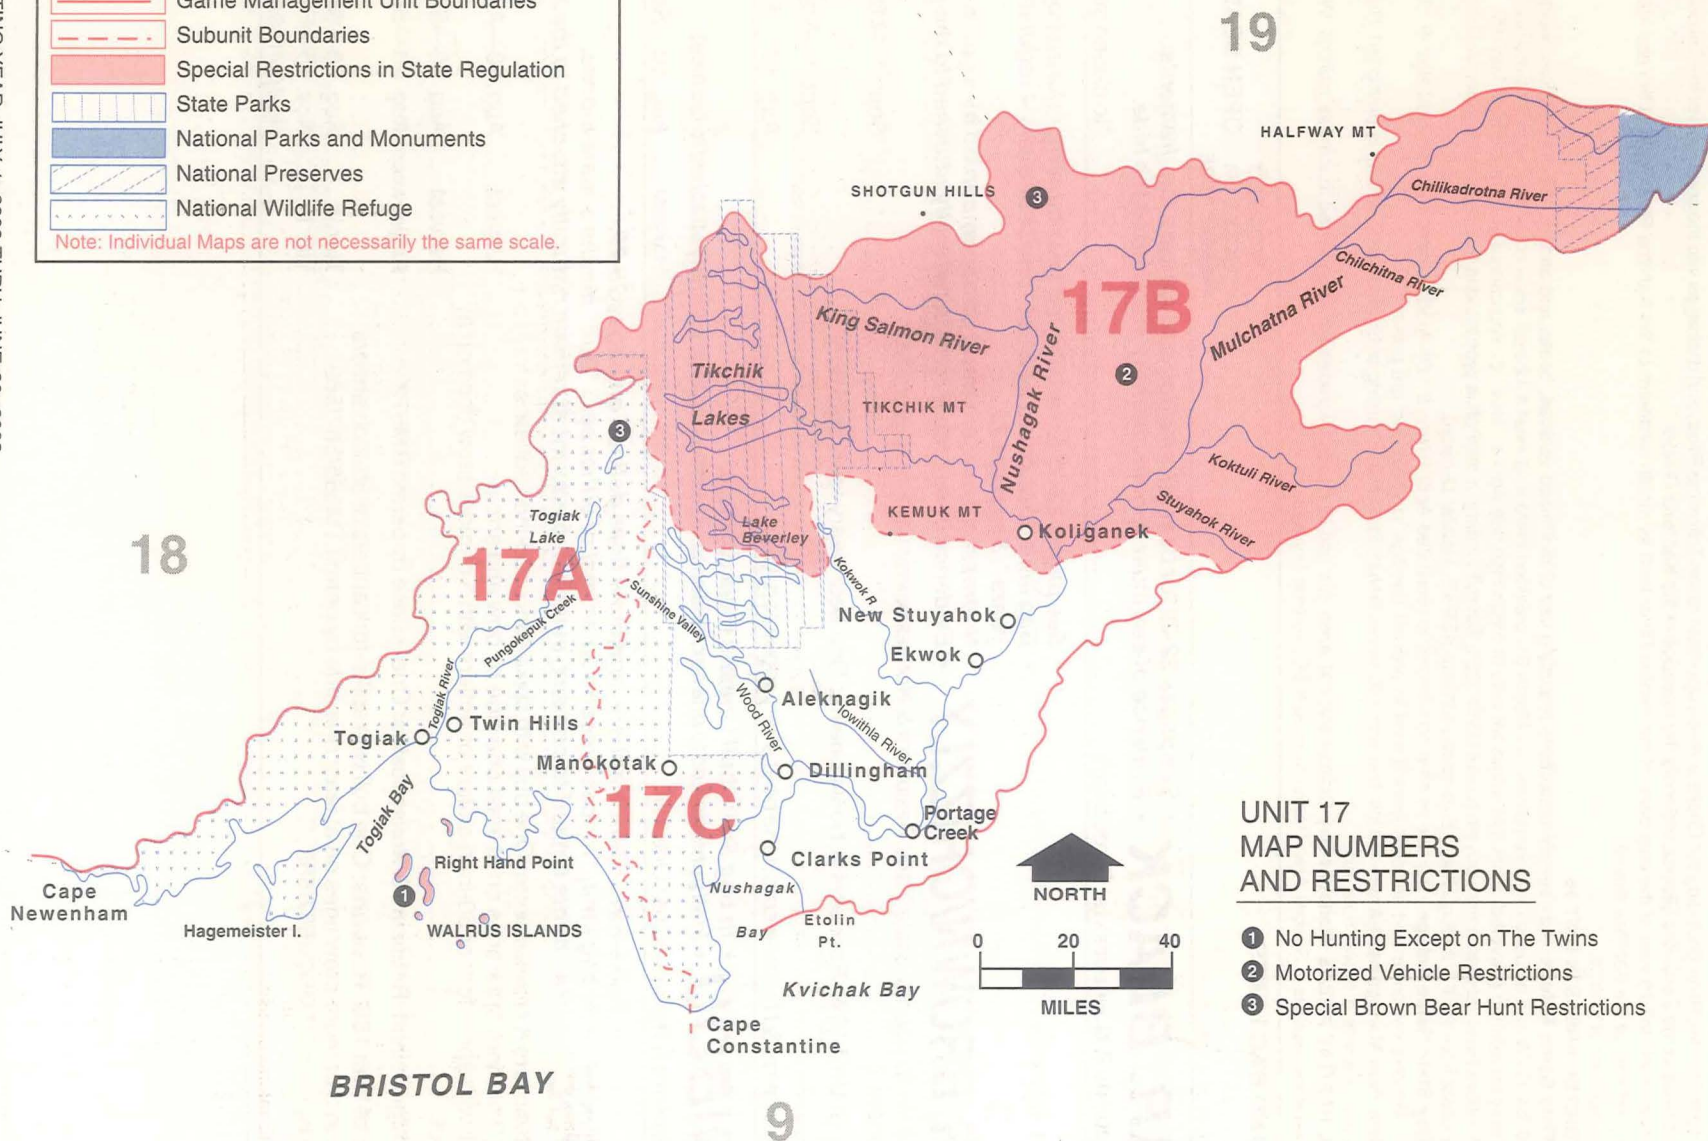 Game Management Unit Boundaries
Subunit Boundaries
Special Restrictions in State Regulation
State Parks
National Parks and Monuments
National Preserves
National Wildlife Refuge
Note: Individual Maps are not necessarily the same scale.
19
HALFWAY MT
SHOTGUN HILLS
3
Chilikadrotna River
Chilchitna River
17B
King Salmon River
Nushagak River
Mulchatna River
2
Tikchik
Lakes
TIKCHIK MT
3
Koktuli River
Stuyahok River
KEMUK MT
Koliganek
Togiak
Lake
Lake
Beverley
18
17A
Kokwok R
Sunshine Valley
Pungokepuk Creek
New Stuyahok
Ekwok
Togiak River
Aleknagik
Wood River
Iowithla River
Twin Hills
Togiak
Manokotak
Dillingham
17C
Togiak Bay
Portage
Creek
Right Hand Point
Clarks Point
Cape
Newenham
1
Nushagak
Bay
Hagemeister I.
WALRUS ISLANDS
Etolin
Pt.
Kvichak Bay
Cape
Constantine
BRISTOL BAY
9
NORTH
0 20 40
MILES
UNIT 17
MAP NUMBERS
AND RESTRICTIONS
1 No Hunting Except on The Twins
2 Motorized Vehicle Restrictions
3 Special Brown Bear Hunt Restrictions